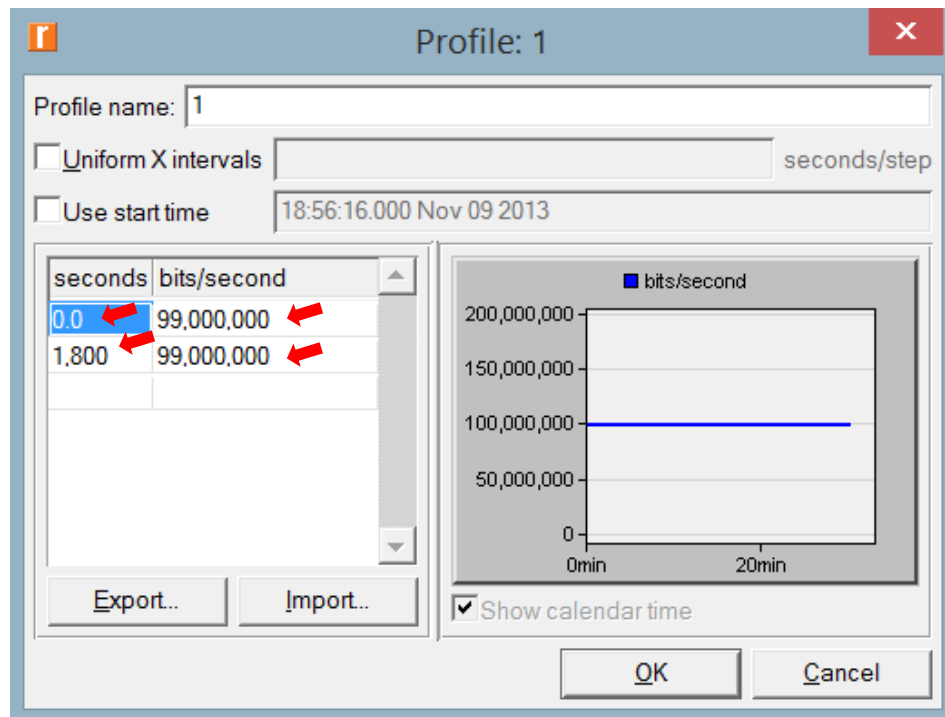 r
Profile: 1
×
Profile name: 1
Uniform X intervals seconds/step
Use start time 18:56:16.000 Nov 09 2013
seconds bits/second
0.0 99,000,000
1,800 99,000,000
Export... Import...
bits/second
200,000,000
150,000,000
100,000,000
50,000,000
0
0min 20min
Show calendar time
OK Cancel